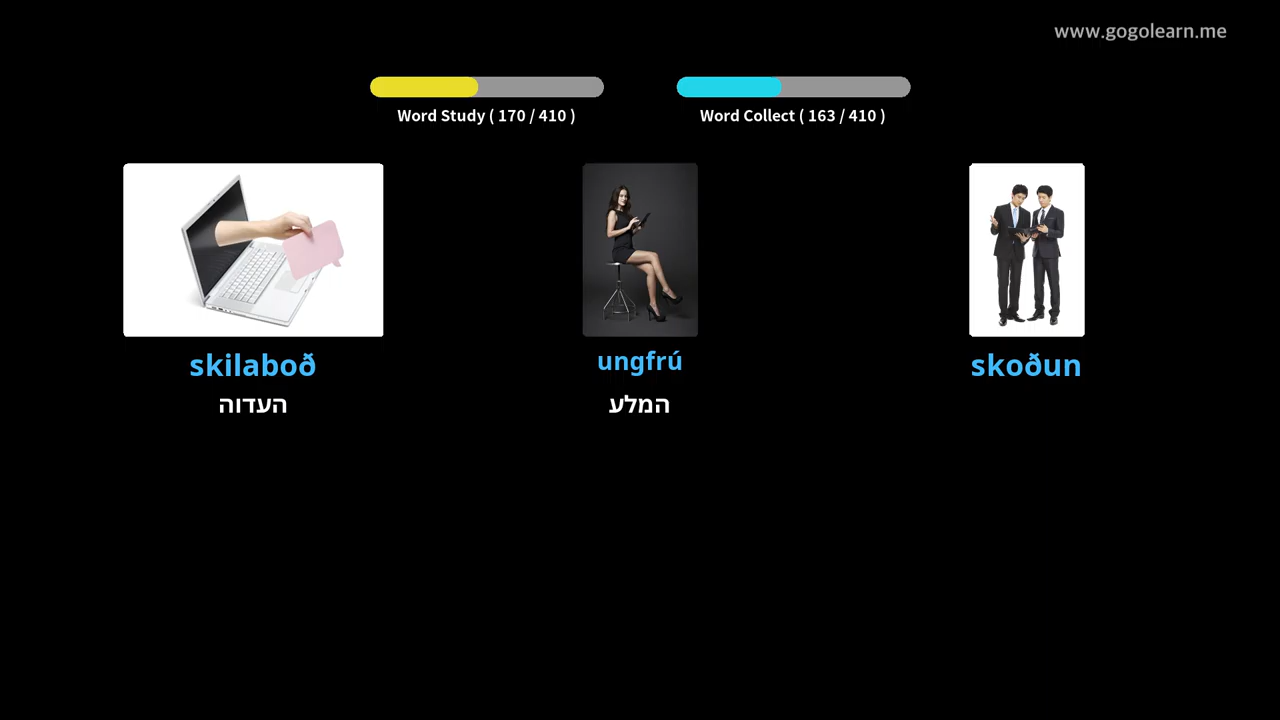 www.gogolearn.me
Word Study ( 170 / 410 )
Word Collect ( 163 / 410 )
skilaboð
ungfrú
skoðun
העדוה
המלע